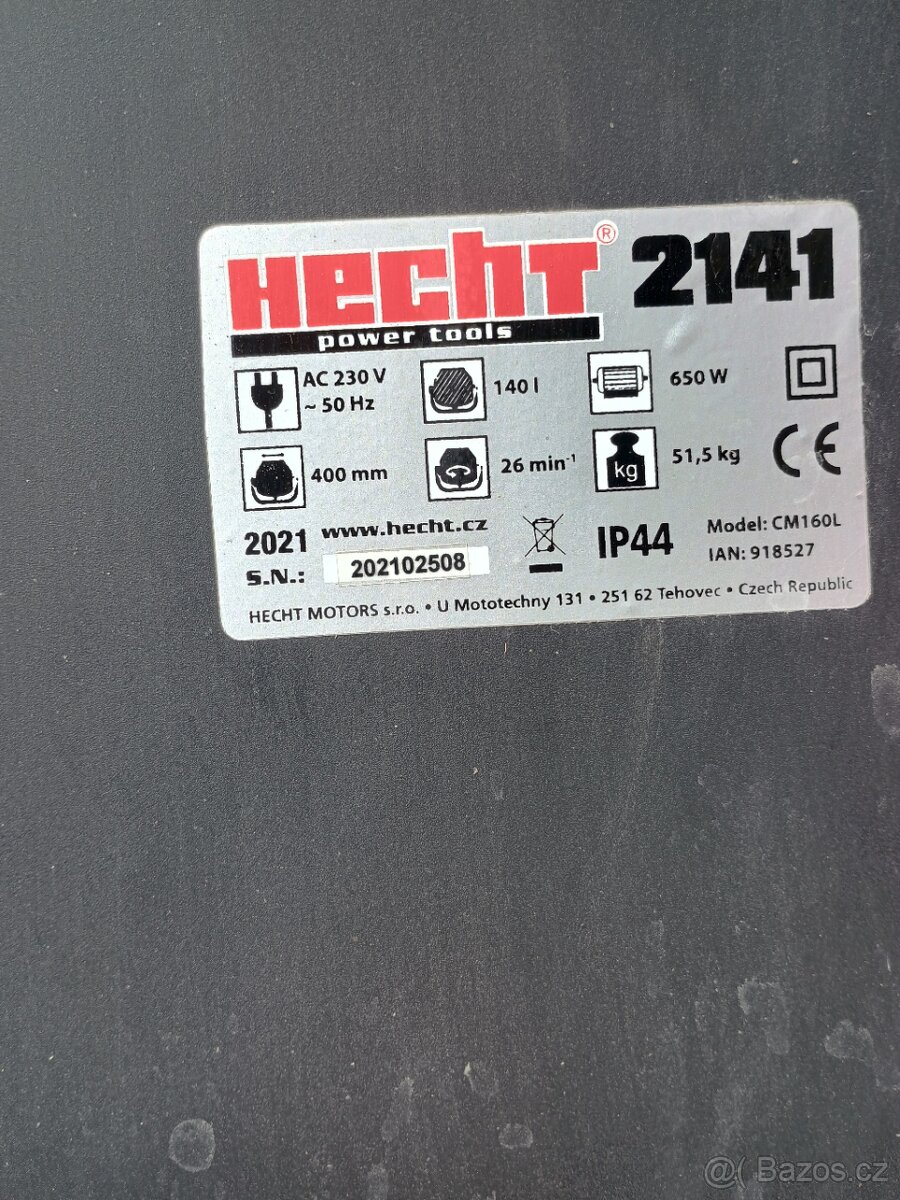 HECHT® 2141
power tools
AC 230 V
~ 50 Hz
140 l
650 W
400 mm
26 min⁻¹
kg
51,5 kg
CE
2021 www.hecht.cz
IP44
Model: CM160L
IAN: 918527
S.N.: 202102508
HECHT MOTORS s.r.o. • U Mototechny 131 • 251 62 Tehovec • Czech Republic
@( Bazos.cz